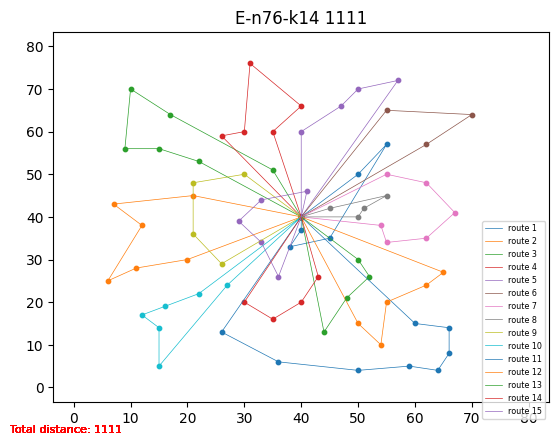 E-n76-k14 1111
80
70
60
50
40
30
20
10
0
0 10 20 30 40 50 60 70 80
route 1
route 2
route 3
route 4
route 5
route 6
route 7
route 8
route 9
route 10
route 11
route 12
route 13
route 14
route 15
Total distance: 1111